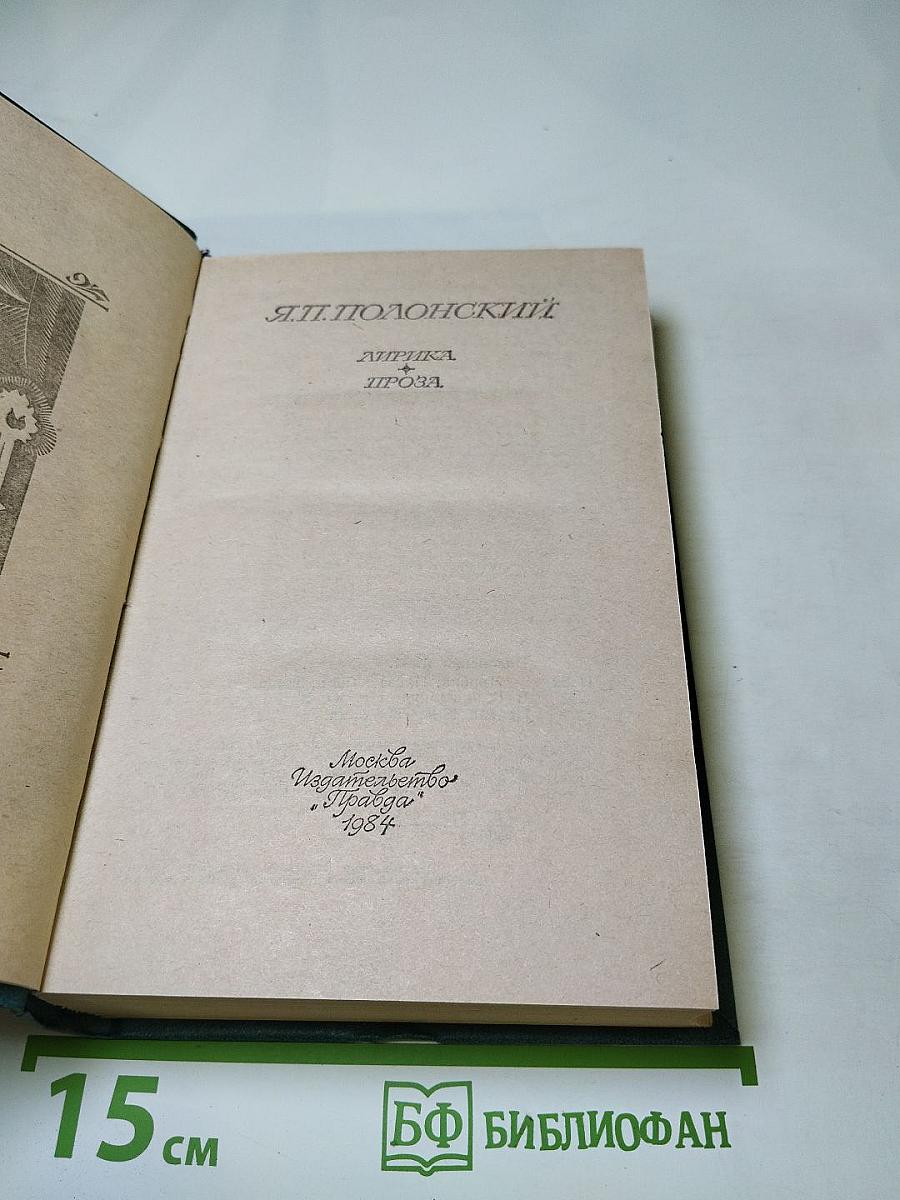 Я.П.ПОЛОНСКИЙ
ЛИРИКА
ПРОЗА
Москва
Издательство
„Правда"
1984
15 см
БФ БИБЛИОФАН